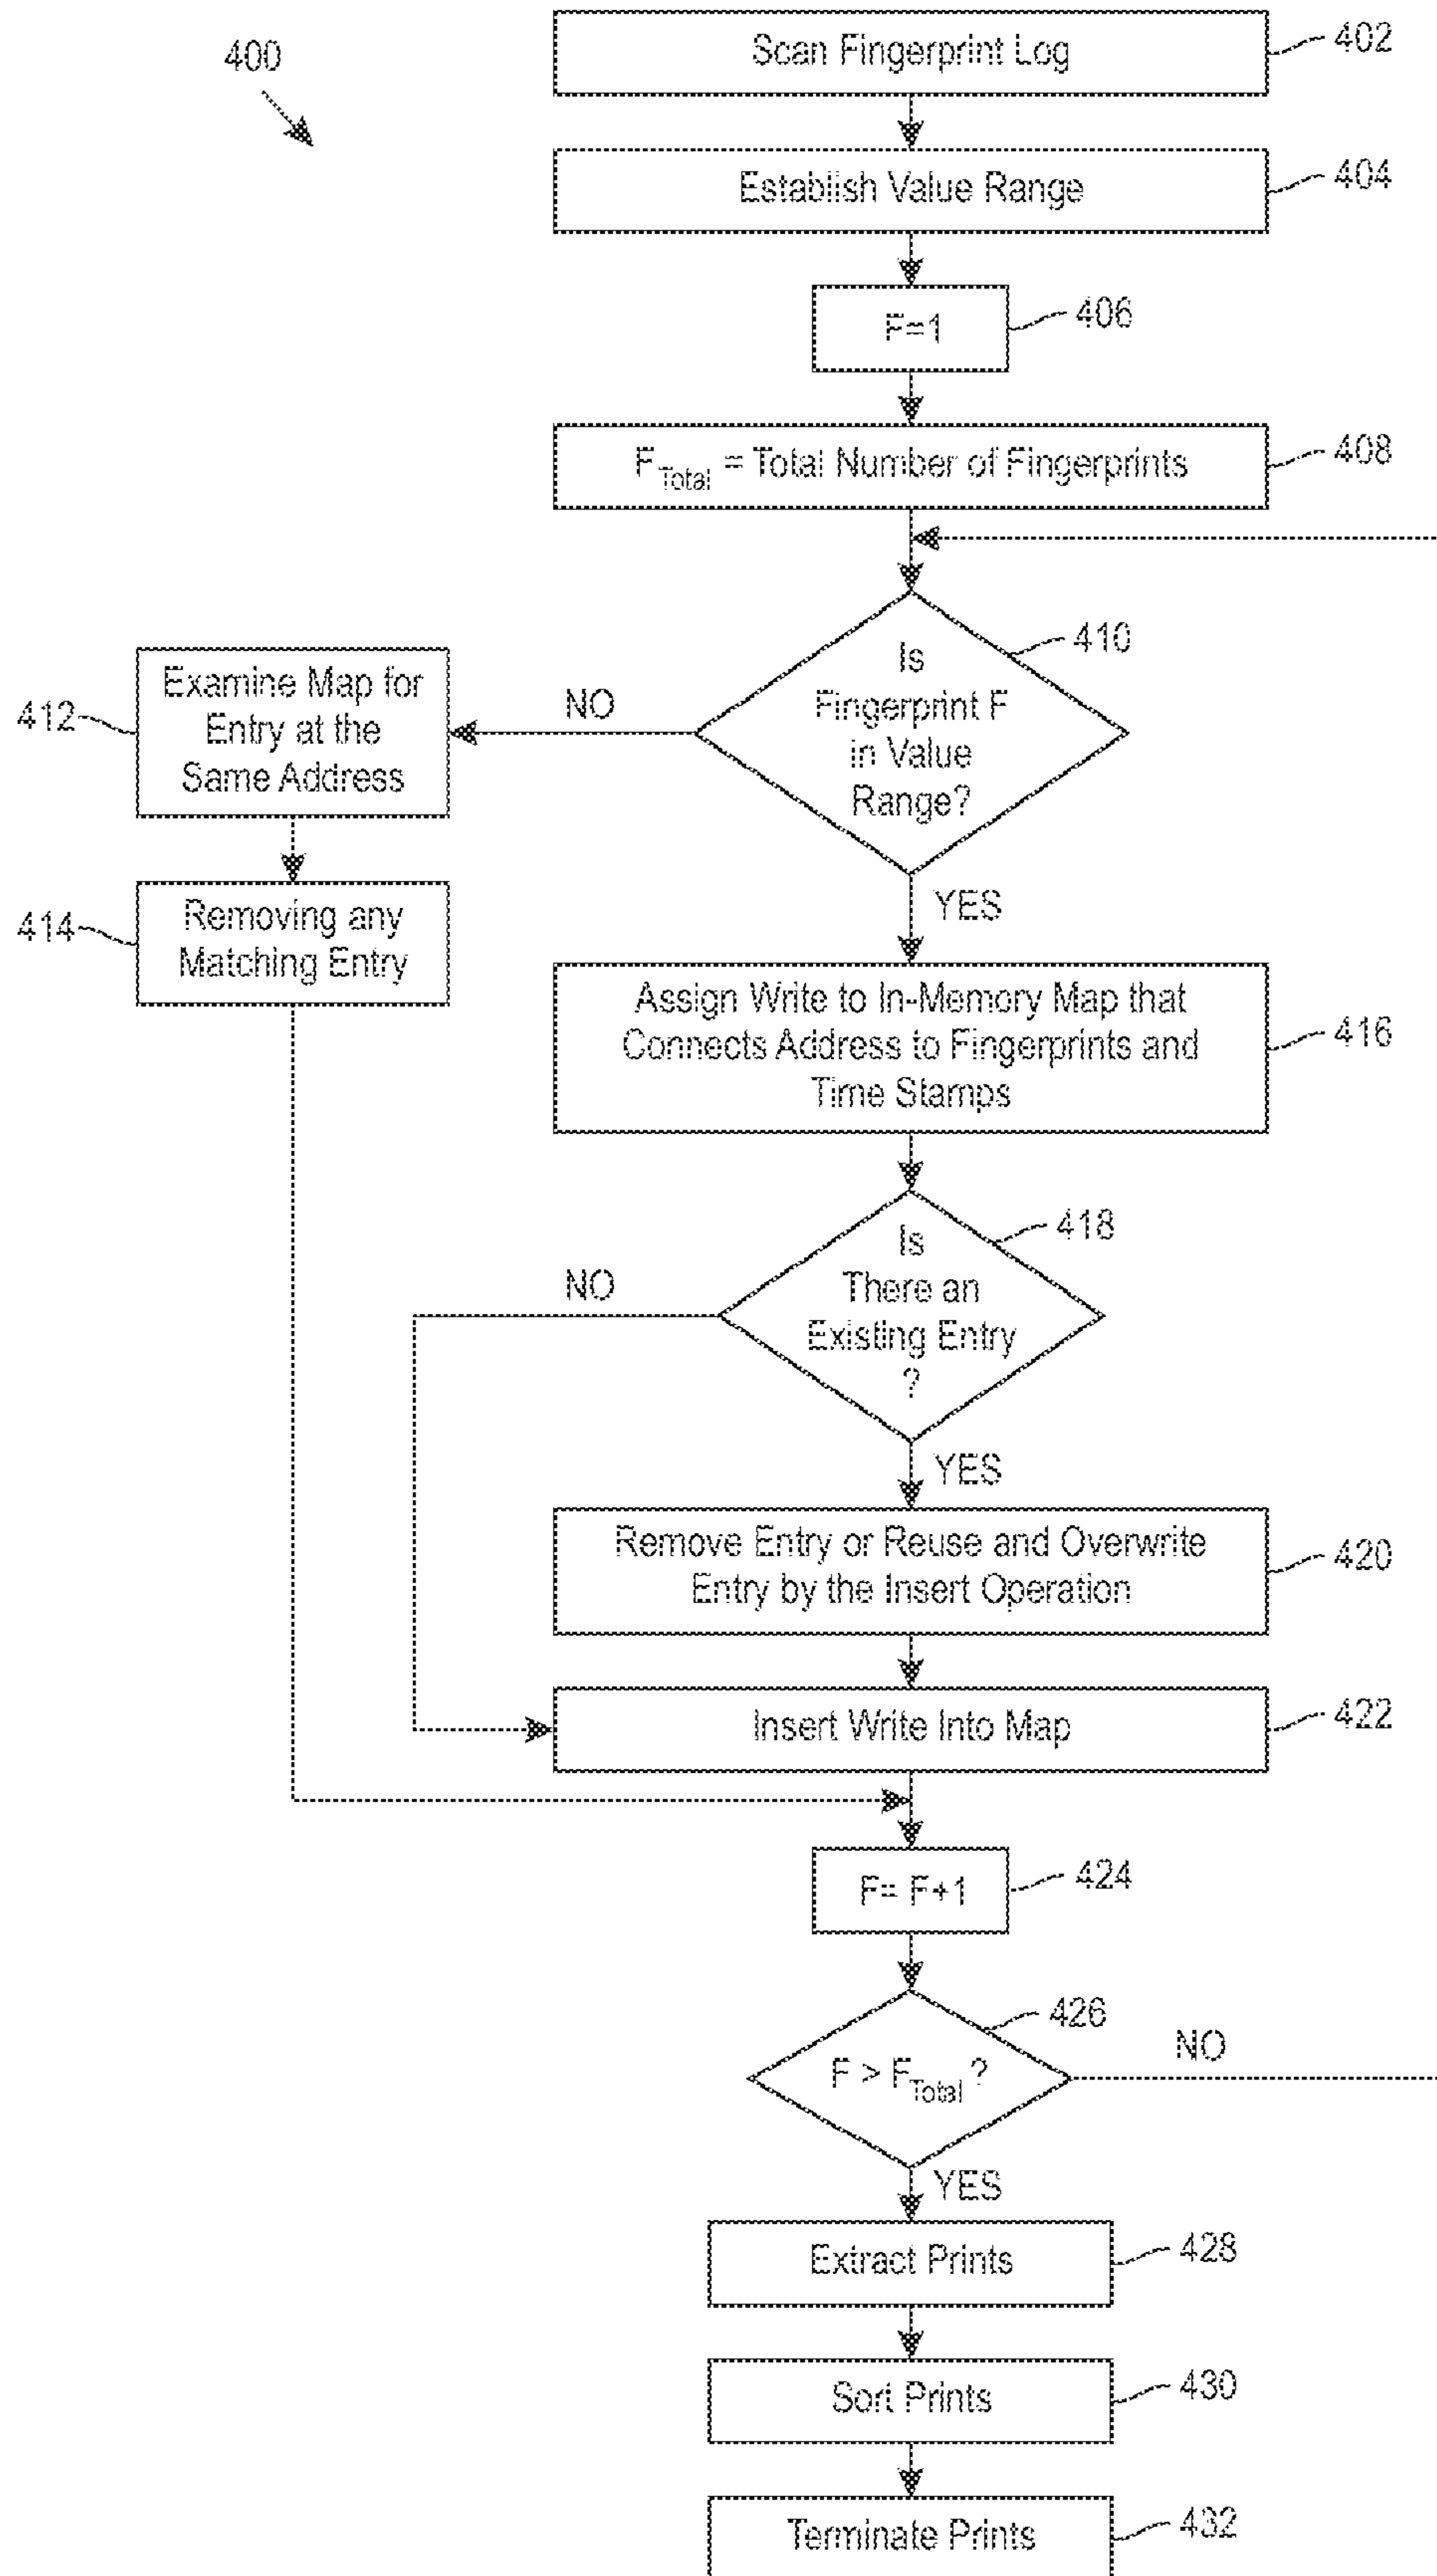 400
Scan Fingerprint Log
402
Establish Value Range
404
F=1
406
F Total = Total Number of Fingerprints
408
Is
Fingerprint F
in Value
Range?
410
NO
Examine Map for
Entry at the
Same Address
412
Removing any
Matching Entry
414
YES
Assign Write to In-Memory Map that
Connects Address to Fingerprints and
Time Stamps
416
Is
There an
Existing Entry
?
418
NO
YES
Remove Entry or Reuse and Overwrite
Entry by the Insert Operation
420
Insert Write Into Map
422
F= F+1
424
F > F Total ?
426
NO
YES
Extract Prints
428
Sort Prints
430
Terminate Prints
432